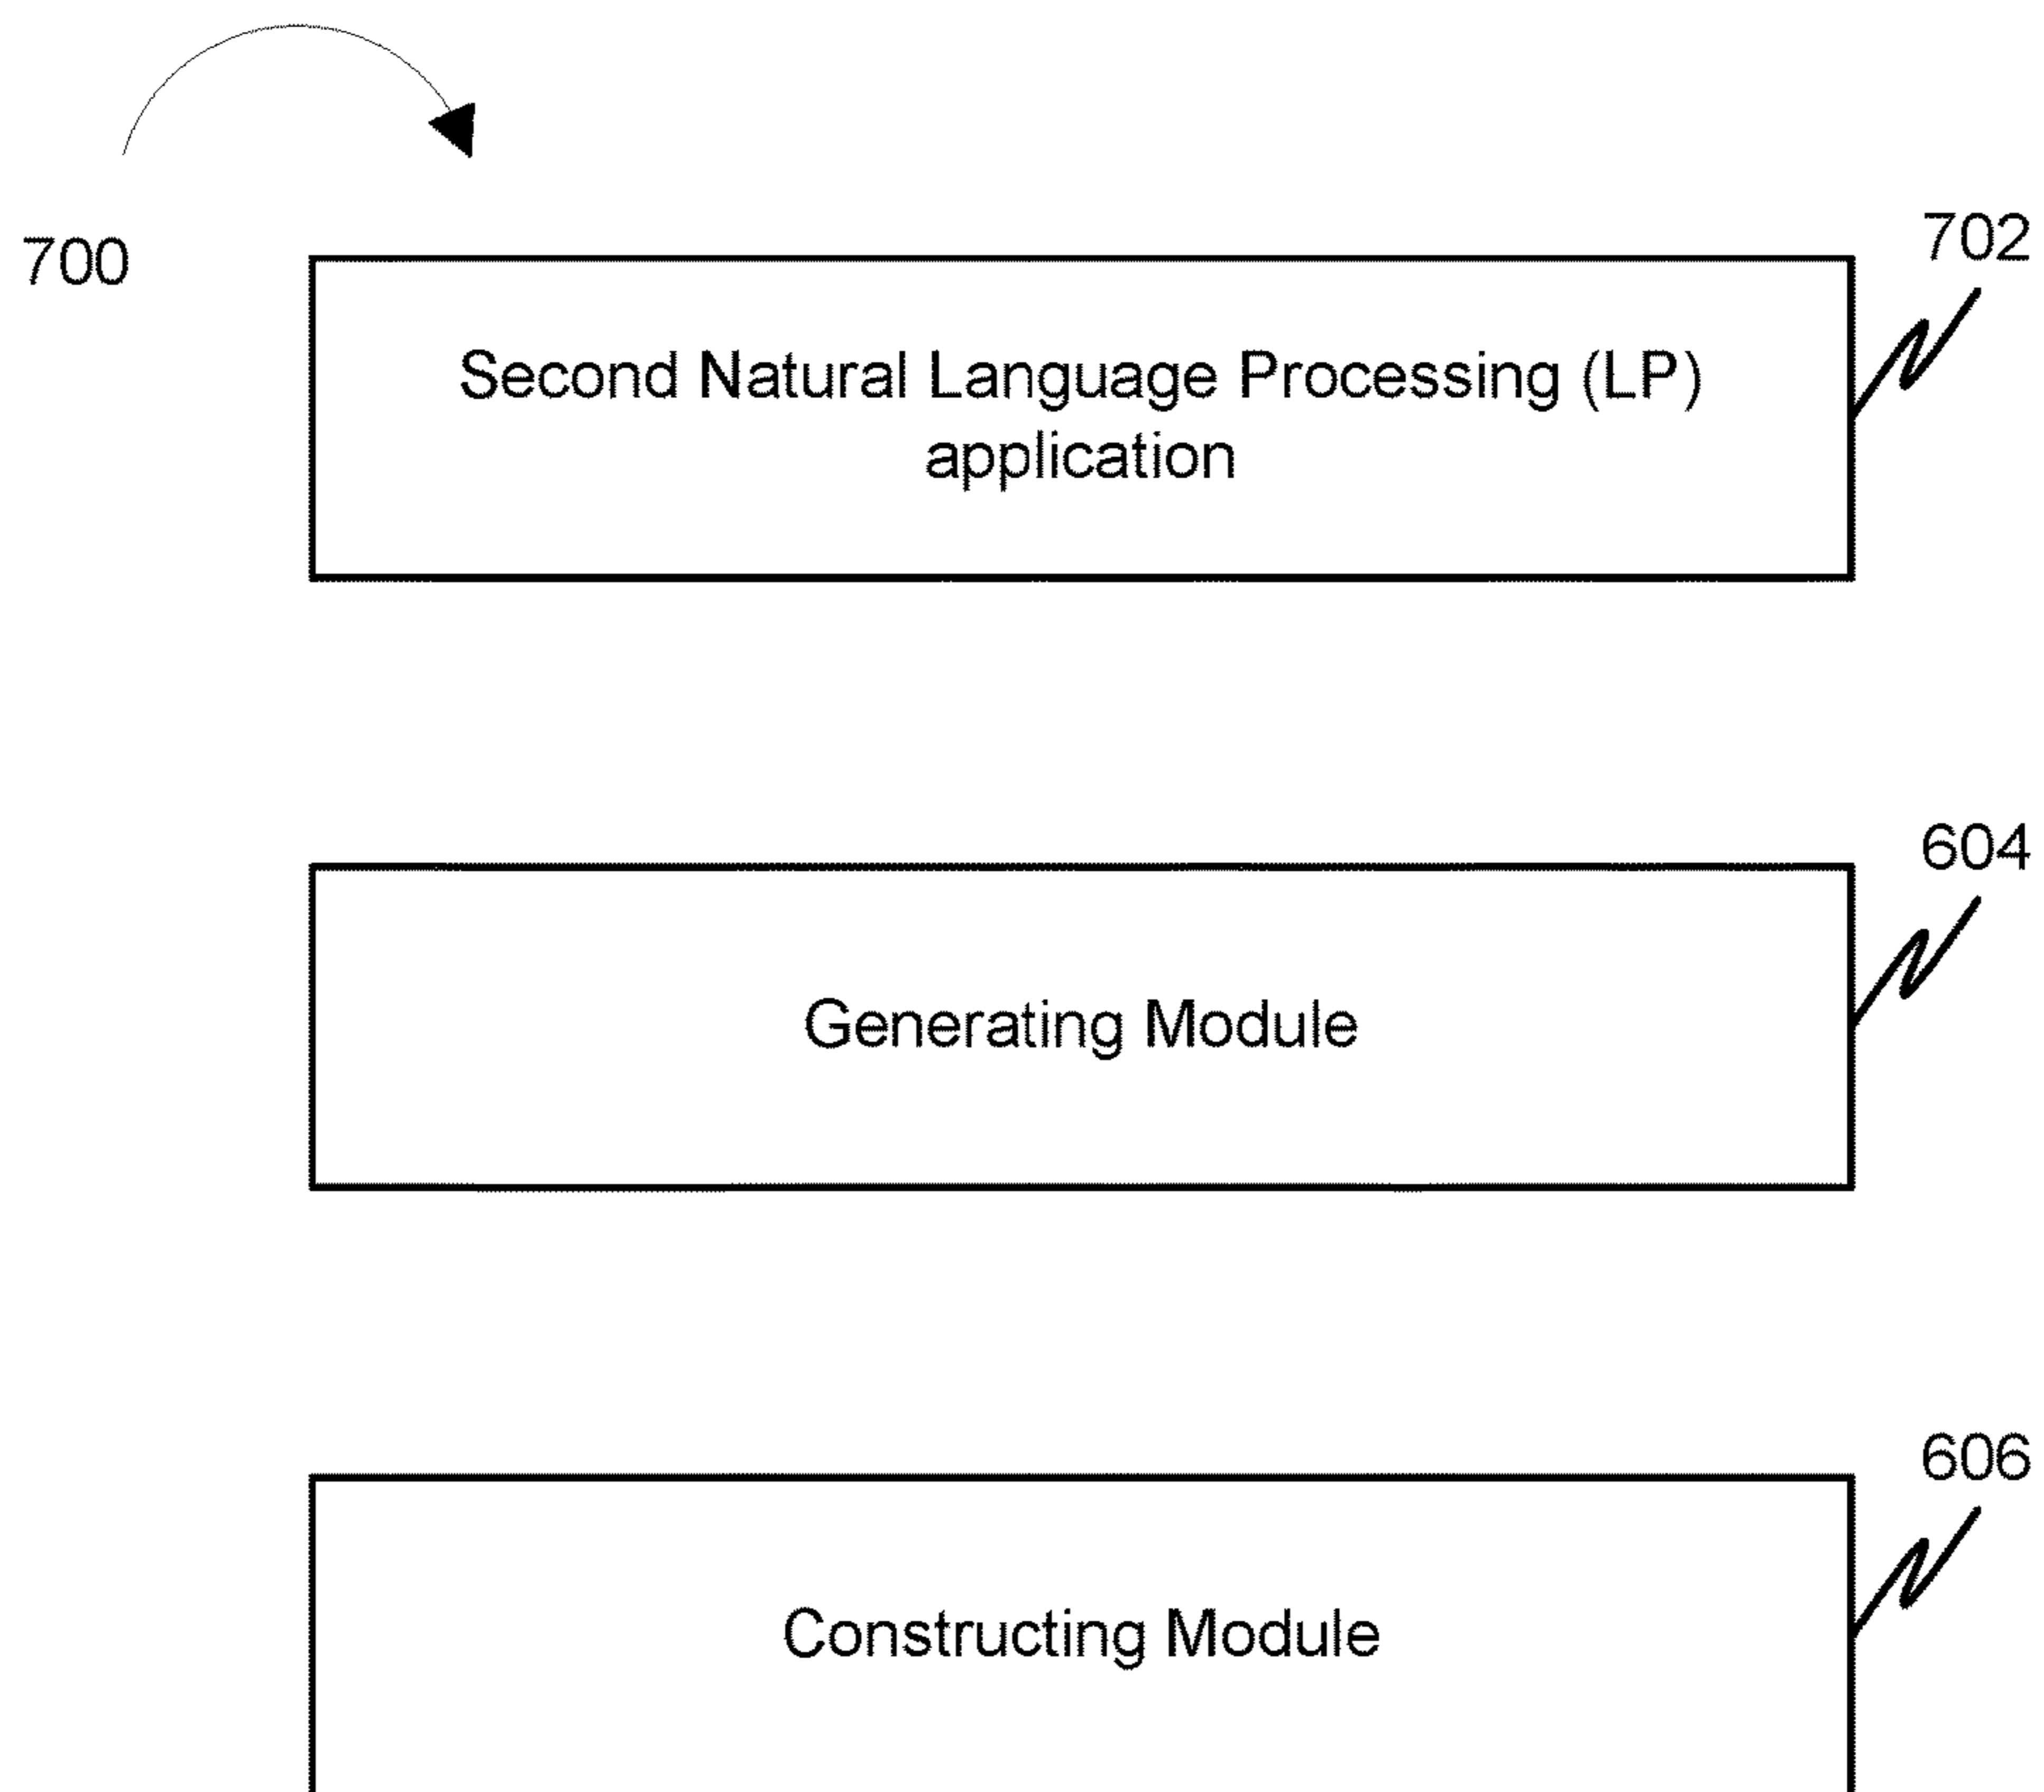 700
702
Second Natural Language Processing (LP)
application
604
Generating Module
606
Constructing Module